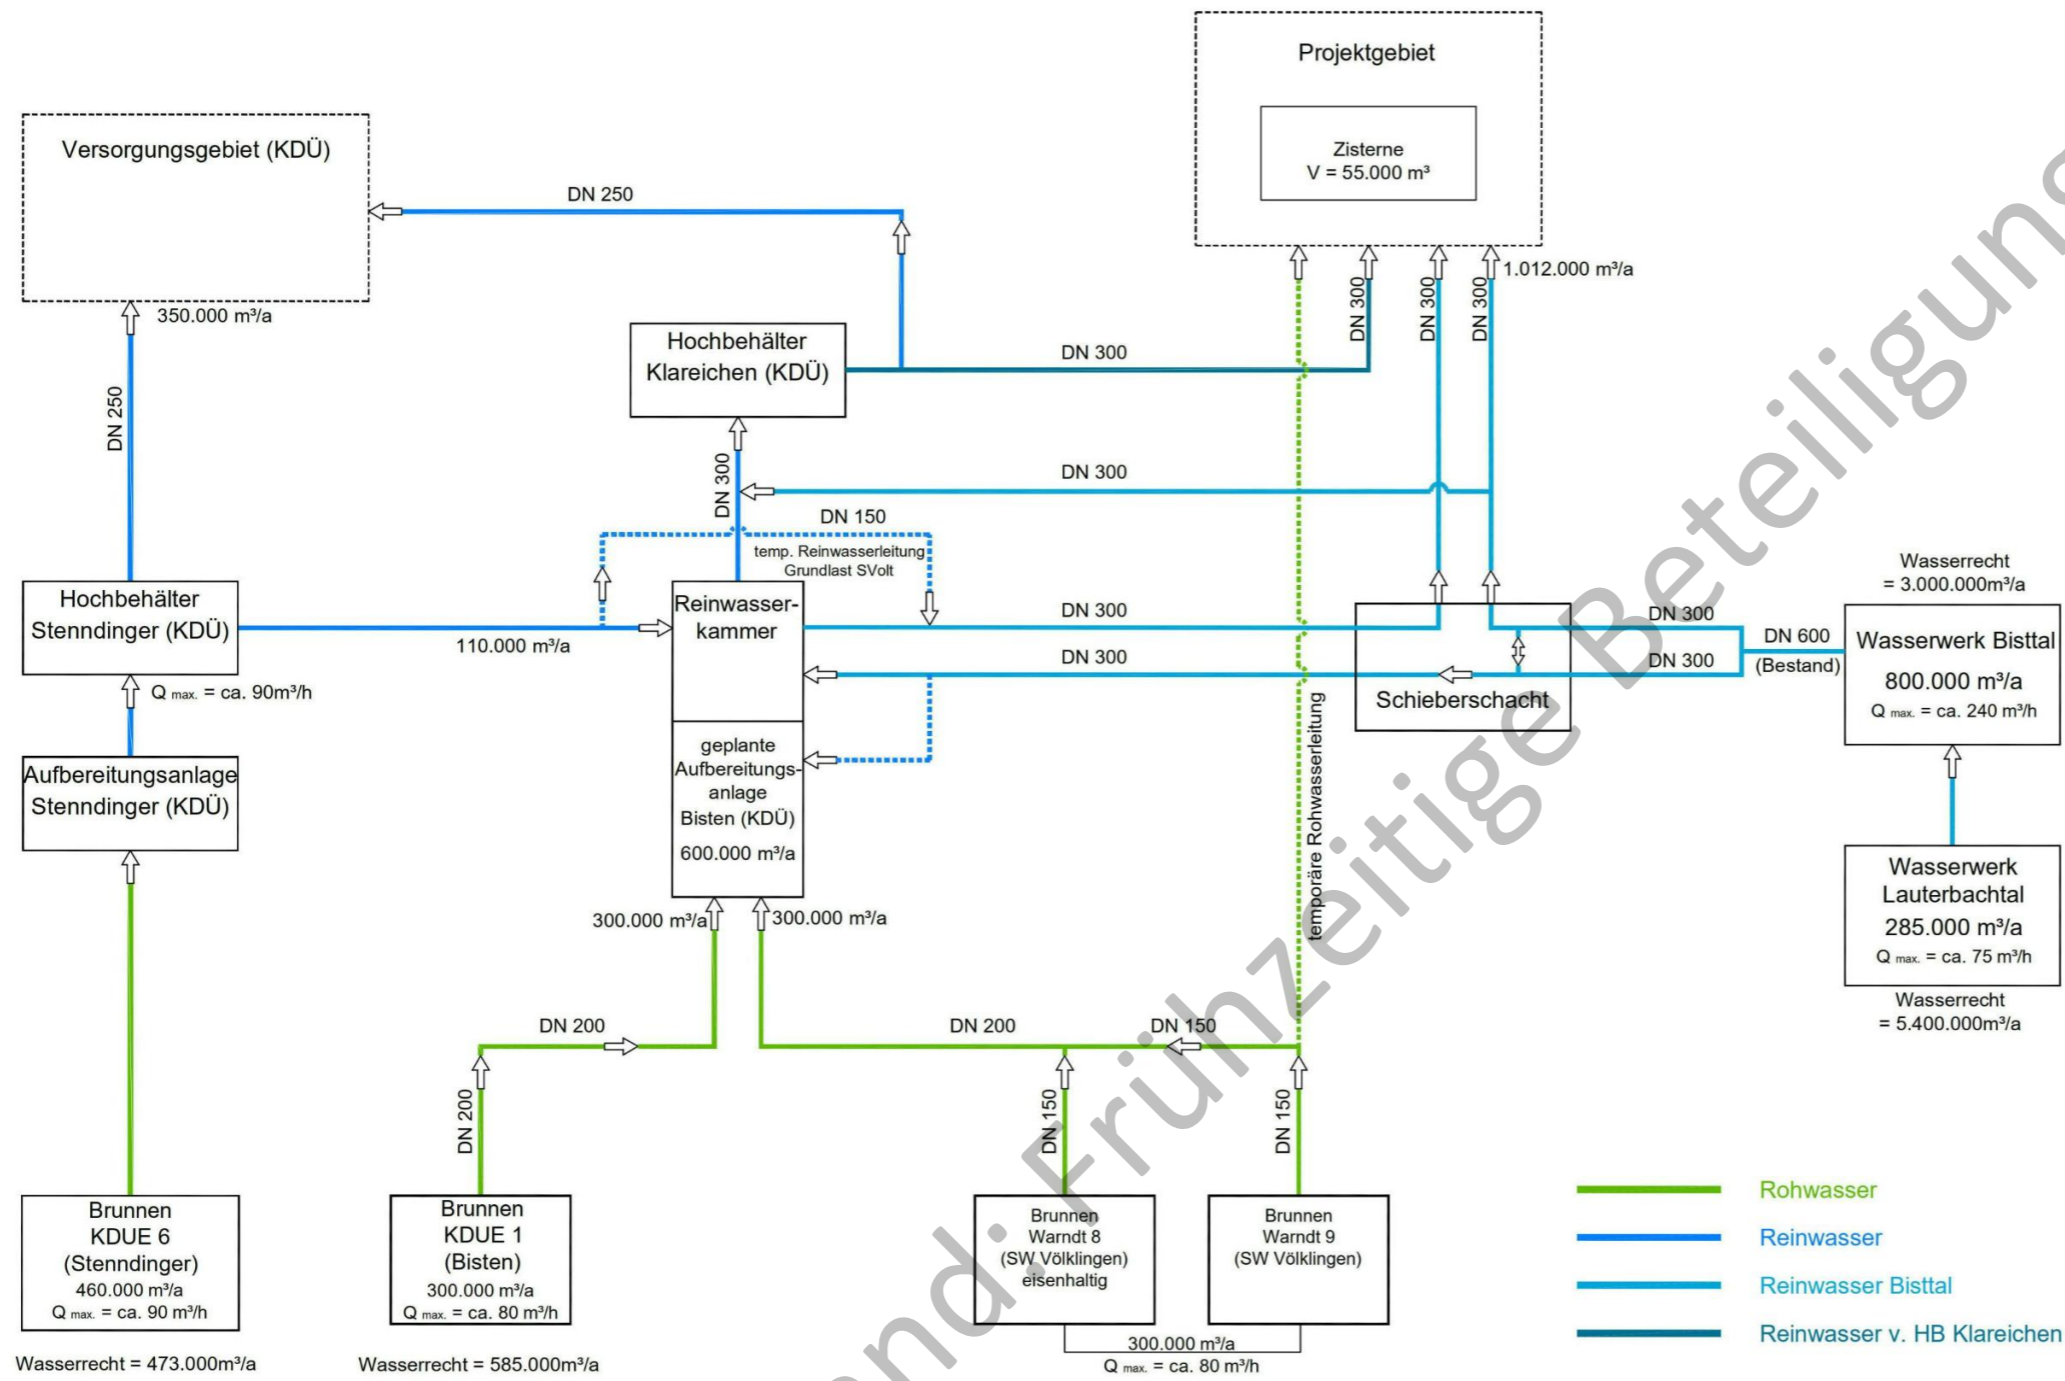 Projektgebiet
Zisterne
V = 55.000 m³
Versorgungsgebiet (KDÜ)
DN 250
350.000 m³/a
1.012.000 m³/a
DN 300
DN 300
DN 300
Hochbehälter
Klareichen (KDÜ)
DN 300
DN 250
DN 300
DN 300
DN 150
temp. Reinwasserleitung
Grundlast SVolt
Hochbehälter
Stenndinger (KDÜ)
110.000 m³/a
Q max. = ca. 90m³/h
Reinwasser-
kammer
DN 300
DN 300
Schieberschacht
DN 300
DN 300
DN 600
(Bestand)
Wasserrecht
= 3.000.000m³/a
Wasserwerk Bisttal
800.000 m³/a
Q max. = ca. 240 m³/h
Aufbereitungsanlage
Stenndinger (KDÜ)
geplante
Aufbereitungs-
anlage
Bisten (KDÜ)
600.000 m³/a
300.000 m³/a
300.000 m³/a
temporäre Rohwasserleitung
Wasserwerk
Lauterbachtal
285.000 m³/a
Q max. = ca. 75 m³/h
Wasserrecht
= 5.400.000m³/a
DN 200
DN 200
DN 150
DN 200
DN 150
DN 150
Brunnen
KDUE 6
(Stenndinger)
460.000 m³/a
Q max. = ca. 90 m³/h
Wasserrecht = 473.000m³/a
Brunnen
KDUE 1
(Bisten)
300.000 m³/a
Q max. = ca. 80 m³/h
Wasserrecht = 585.000m³/a
Brunnen
Warndt 8
(SW Völklingen)
eisenhaltig
Brunnen
Warndt 9
(SW Völklingen)
300.000 m³/a
Q max. = ca. 80 m³/h
Rohwasser
Reinwasser
Reinwasser Bisttal
Reinwasser v. HB Klareichen
end: Frühzeitige Beteiligung